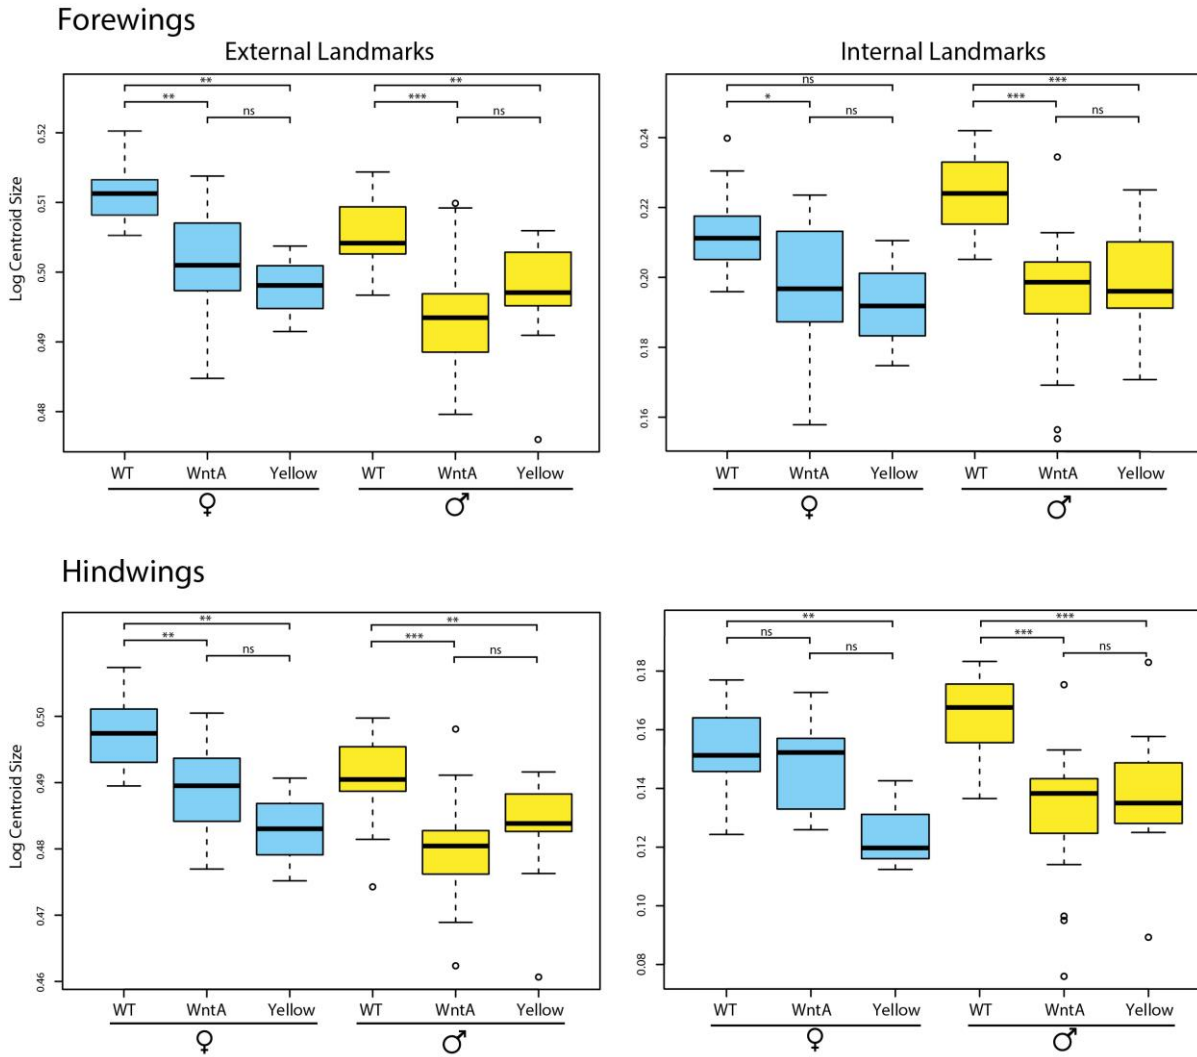 Forewings
External Landmarks
Internal Landmarks
** **
** ***
ns ns
ns ***
* ***
ns ns
Log Centroid Size
0.52
0.51
0.50
0.49
0.48
0.24
0.22
0.20
0.18
0.16
WT WntA Yellow WT WntA Yellow
♀ ♂
WT WntA Yellow WT WntA Yellow
♀ ♂
Hindwings
** **
** ***
ns ns
** ***
ns ***
ns ns
Log Centroid Size
0.50
0.49
0.48
0.47
0.46
0.18
0.16
0.14
0.12
0.10
0.08
WT WntA Yellow WT WntA Yellow
♀ ♂
WT WntA Yellow WT WntA Yellow
♀ ♂